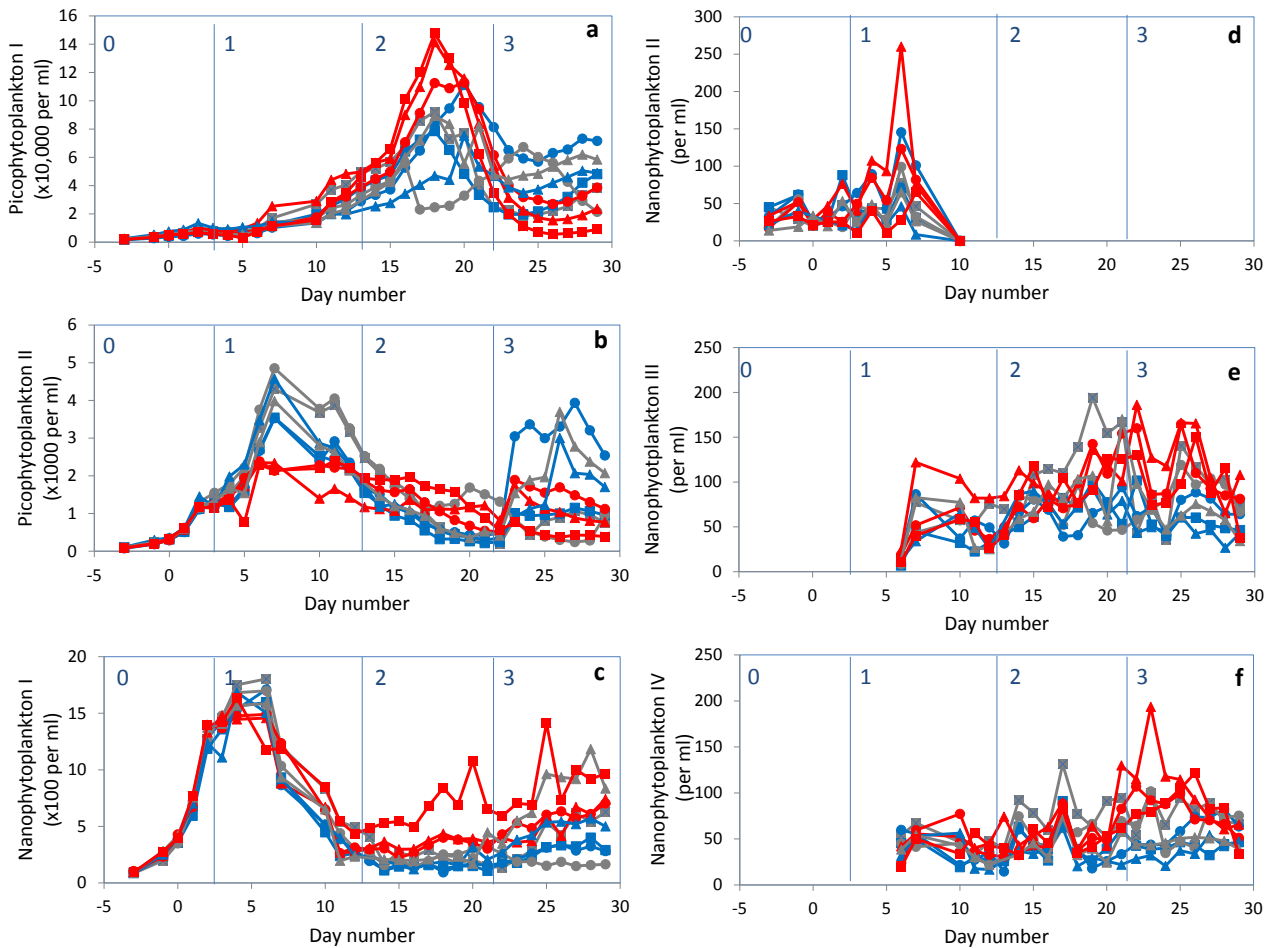 Picophytoplankton I
(x10,000 per ml)
16
14
12
10
8
6
4
2
0
0 1 2 3 a
-5 0 5 10 15 20 25 30
Day number
Picophytoplankton II
(x1000 per ml)
6
5
4
3
2
1
0
0 1 2 3 b
-5 0 5 10 15 20 25 30
Day number
Nanophytoplankton I
(x100 per ml)
20
15
10
5
0
0 1 2 3 c
-5 0 5 10 15 20 25 30
Day number
Nanophytoplankton II
(per ml)
300
250
200
150
100
50
0
0 1 2 3 d
-5 0 5 10 15 20 25 30
Day number
Nanophyotplankton III
(per ml)
250
200
150
100
50
0
0 1 2 3 e
-5 0 5 10 15 20 25 30
Day number
Nanophytoplankton IV
(per ml)
250
200
150
100
50
0
0 1 2 3 f
-5 0 5 10 15 20 25 30
Day number